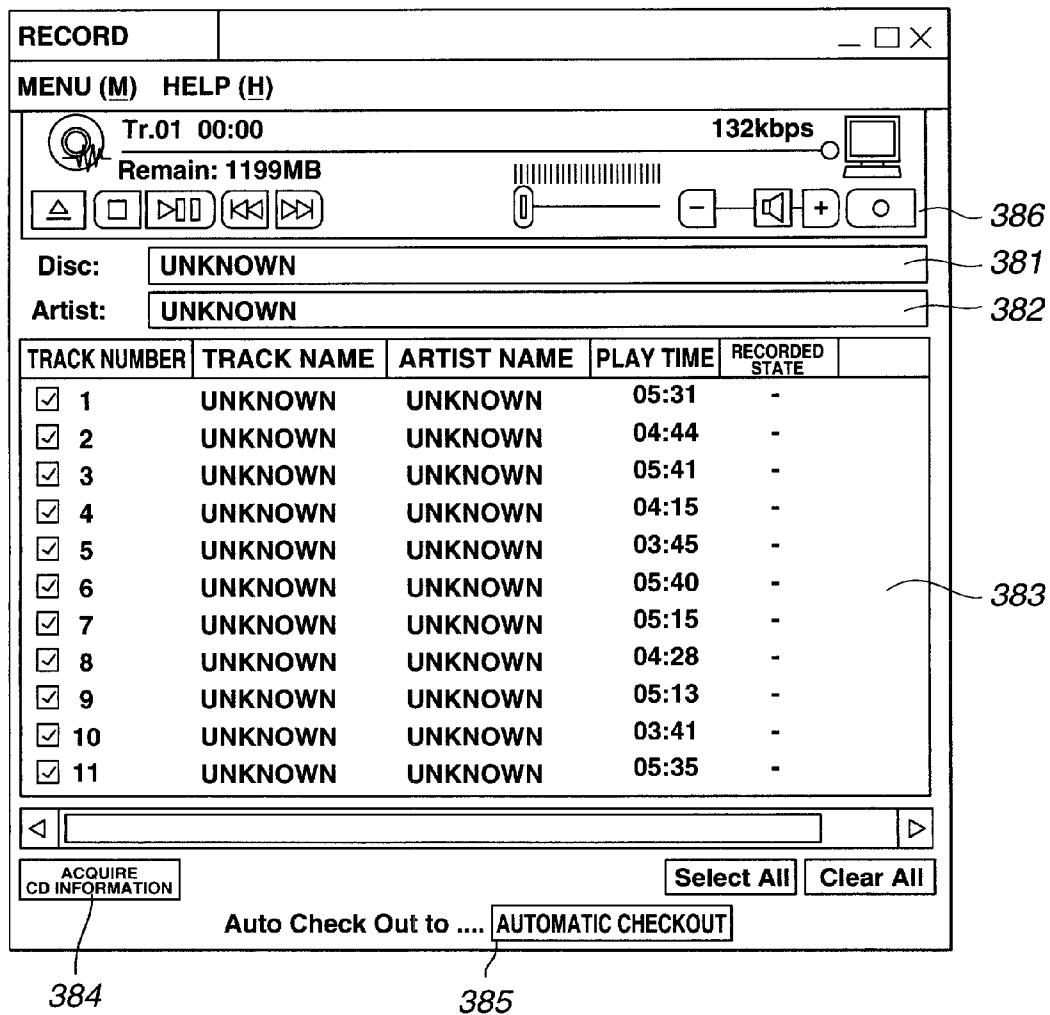 RECORD
MENU (M) HELP (H)
Tr.01 00:00 132kbps
Remain: 1199MB
386
Disc: UNKNOWN 381
Artist: UNKNOWN 382
TRACK NUMBER TRACK NAME ARTIST NAME PLAY TIME RECORDED STATE
1 UNKNOWN UNKNOWN 05:31 -
2 UNKNOWN UNKNOWN 04:44 -
3 UNKNOWN UNKNOWN 05:41 -
4 UNKNOWN UNKNOWN 04:15 -
5 UNKNOWN UNKNOWN 03:45 -
6 UNKNOWN UNKNOWN 05:40 - 383
7 UNKNOWN UNKNOWN 05:15 -
8 UNKNOWN UNKNOWN 04:28 -
9 UNKNOWN UNKNOWN 05:13 -
10 UNKNOWN UNKNOWN 03:41 -
11 UNKNOWN UNKNOWN 05:35 -
ACQUIRE
CD INFORMATION Select All Clear All
Auto Check Out to .... AUTOMATIC CHECKOUT
384 385